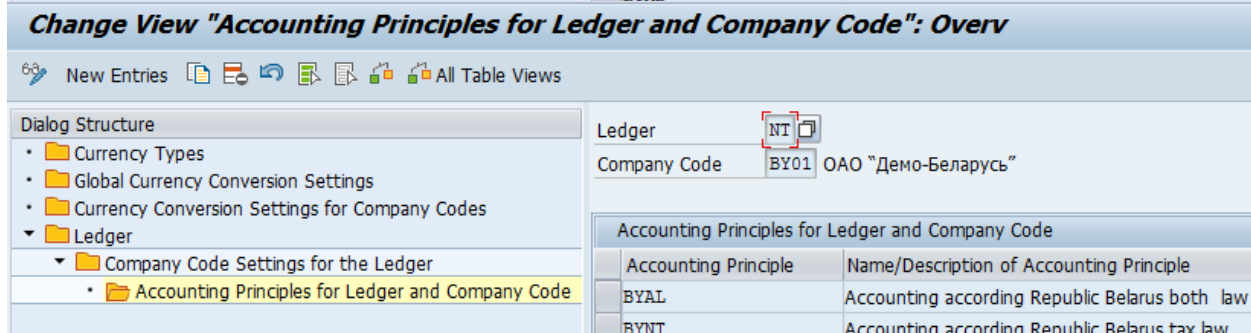 Change View "Accounting Principles for Ledger and Company Code": Overv
New Entries All Table Views
Dialog Structure
Currency Types
Global Currency Conversion Settings
Currency Conversion Settings for Company Codes
Ledger
Company Code Settings for the Ledger
Accounting Principles for Ledger and Company Code
Ledger NT
Company Code BY01 ОАО "Демо-Беларусь"
Accounting Principles for Ledger and Company Code
Accounting Principle Name/Description of Accounting Principle
BYAL Accounting according Republic Belarus both law
BYNT Accounting according Republic Belarus tax law